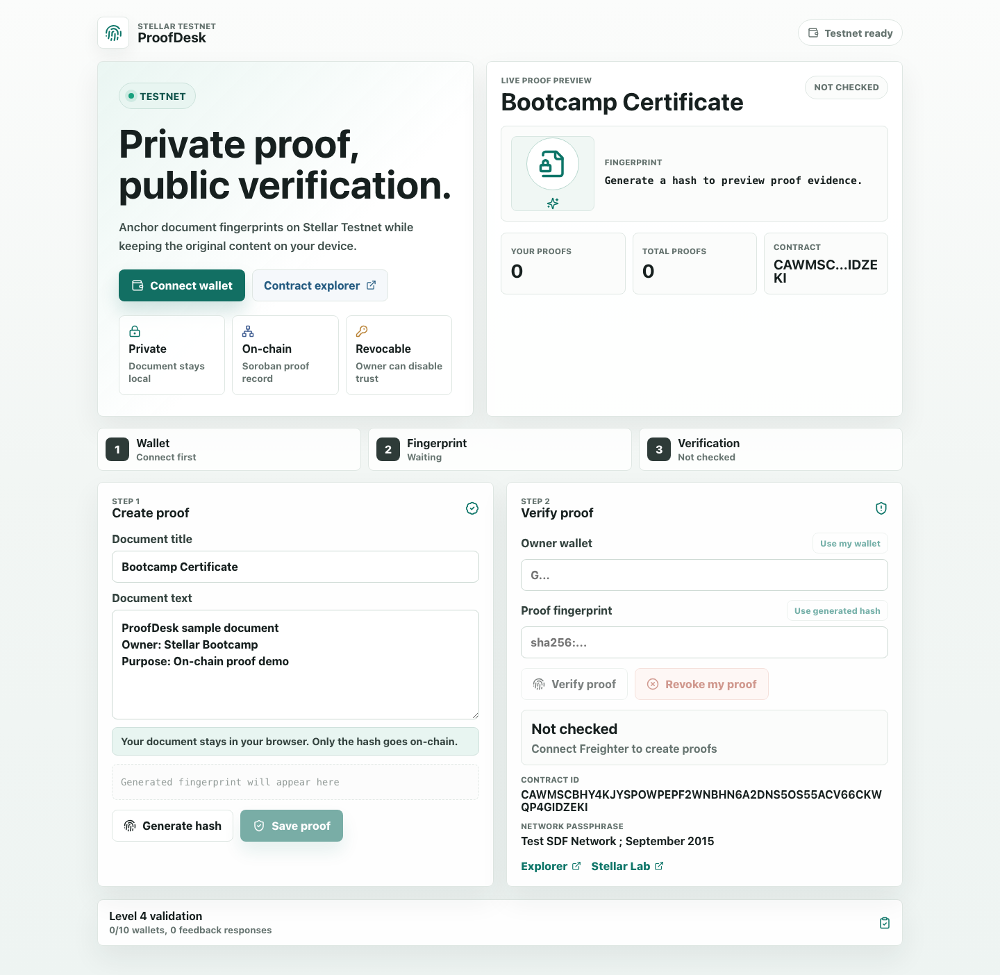 STELLAR TESTNET
ProofDesk
Testnet ready
TESTNET
Private proof,
public verification.
Anchor document fingerprints on Stellar Testnet while
keeping the original content on your device.
Connect wallet
Contract explorer
Private
Document stays
local
On-chain
Soroban proof
record
Revocable
Owner can disable
trust
LIVE PROOF PREVIEW
Bootcamp Certificate
NOT CHECKED
FINGERPRINT
Generate a hash to preview proof evidence.
YOUR PROOFS
0
TOTAL PROOFS
0
CONTRACT
CAWMSC...IDZE
KI
1
Wallet
Connect first
2
Fingerprint
Waiting
3
Verification
Not checked
STEP 1
Create proof
Document title
Bootcamp Certificate
Document text
ProofDesk sample document
Owner: Stellar Bootcamp
Purpose: On-chain proof demo
Your document stays in your browser. Only the hash goes on-chain.
Generated fingerprint will appear here
Generate hash
Save proof
STEP 2
Verify proof
Owner wallet
Use my wallet
G...
Proof fingerprint
Use generated hash
sha256:...
Verify proof
Revoke my proof
Not checked
Connect Freighter to create proofs
CONTRACT ID
CAWMSCBHY4KJYSPOWPEPF2WNBHN6A2DNS5OS55ACV66CKW
QP4GIDZEKI
NETWORK PASSPHRASE
Test SDF Network ; September 2015
Explorer
Stellar Lab
Level 4 validation
0/10 wallets, 0 feedback responses